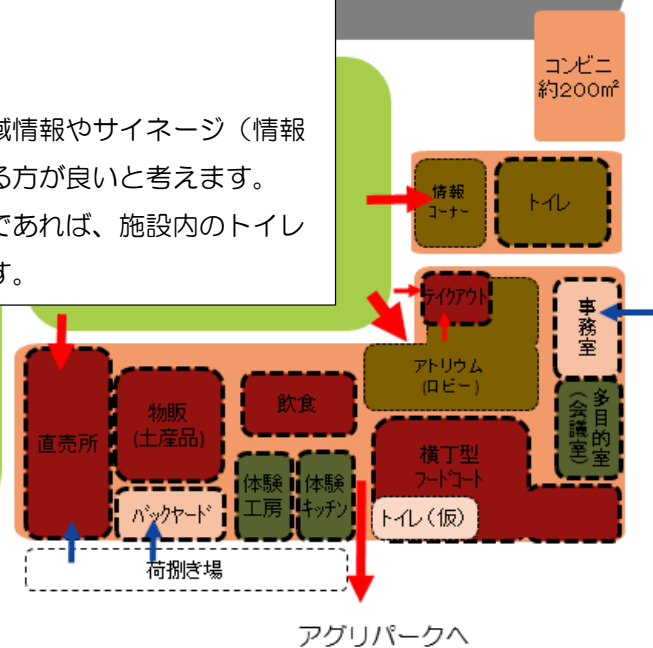 域情報やサイネージ（情報
る方が良いと考えます。
であれば、施設内のトイレ
す。
コンビニ
約200㎡
情報
コーナー
トイレ
テイクアウト
事務室
アトリウム
(ロビー)
多目的室
(会議室)
直売所
物販
(土産品)
飲食
横丁型
フードコート
体験
工房
体験
キッチン
バックヤード
トイレ(仮)
荷捌き場
アグリパークへ